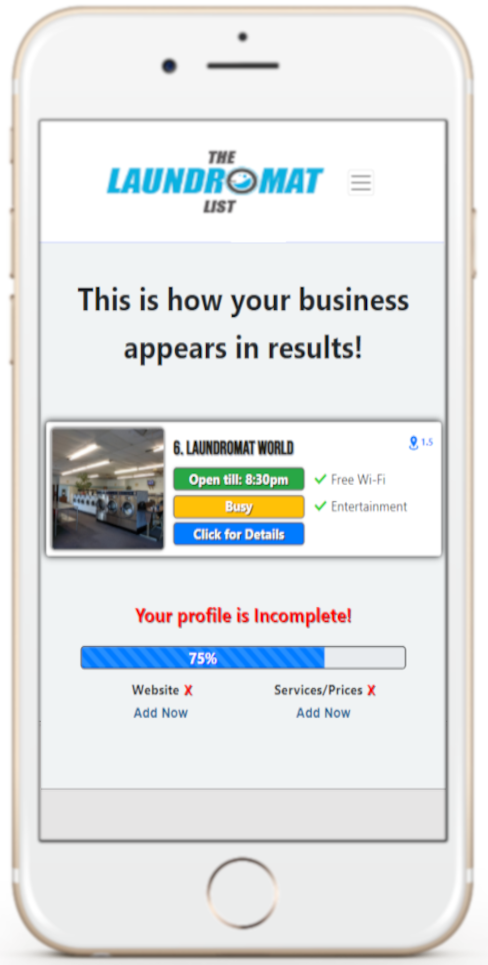 THE
LAUNDROMAT
LIST
This is how your business
appears in results!
6. LAUNDROMAT WORLD
1.5
Open till: 8:30pm
Free Wi-Fi
Busy
Entertainment
Click for Details
Your profile is Incomplete!
75%
Website X Services/Prices X
Add Now Add Now